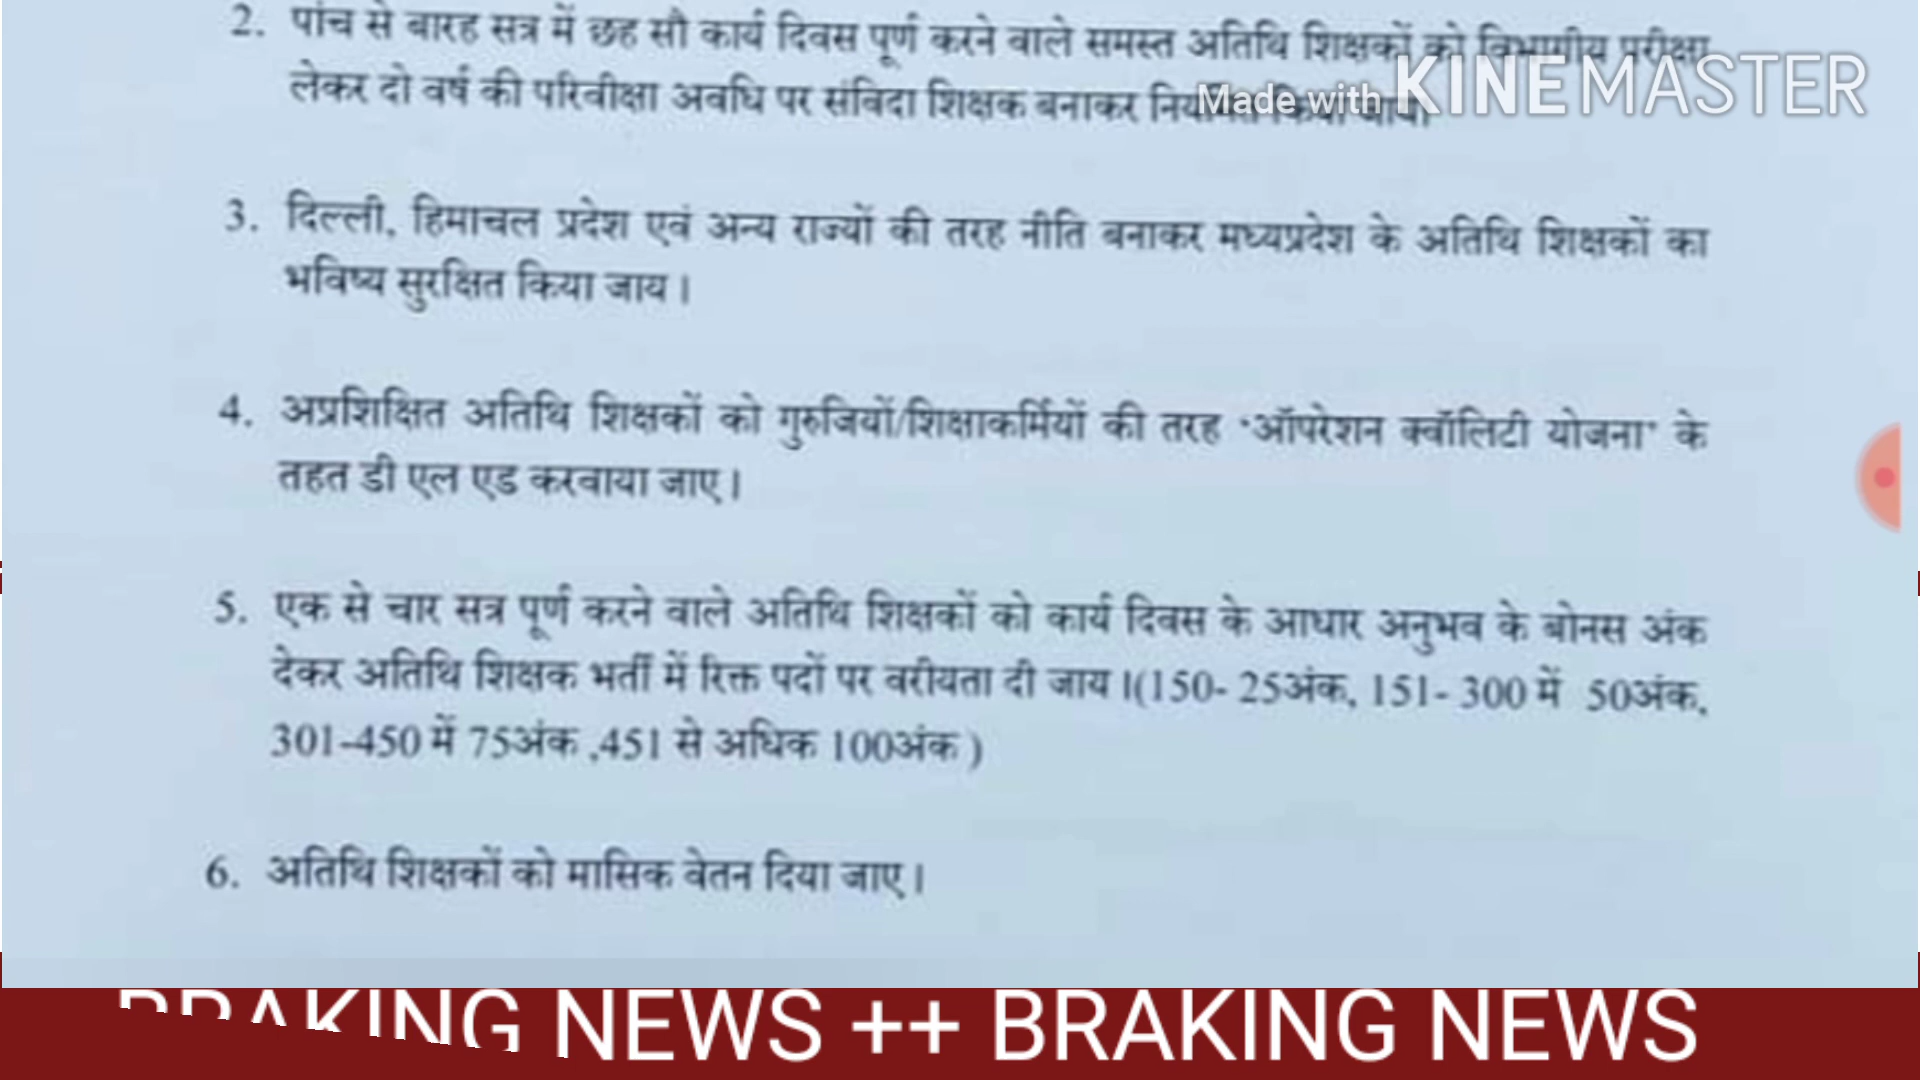 2. पांच से बारह सत्र में छह सौ कार्य दिवस पूर्ण करने वाले समस्त अतिथि शिक्षकों को विभागीय परीक्षा
लेकर दो वर्ष की परिवीक्षा अवधि पर संविदा शिक्षक बनाकर नियमित किया जाय।
Made with KINEMASTER
3. दिल्ली, हिमाचल प्रदेश एवं अन्य राज्यों की तरह नीति बनाकर मध्यप्रदेश के अतिथि शिक्षकों का
भविष्य सुरक्षित किया जाय।
4. अप्रशिक्षित अतिथि शिक्षकों को गुरुजियों/शिक्षाकर्मियों की तरह 'ऑपरेशन क्वॉलिटी योजना' के
तहत डी एल एड करवाया जाए।
5. एक से चार सत्र पूर्ण करने वाले अतिथि शिक्षकों को कार्य दिवस के आधार अनुभव के बोनस अंक
देकर अतिथि शिक्षक भर्ती में रिक्त पदों पर वरीयता दी जाय।(150- 25अंक, 151- 300 में 50अंक,
301-450 में 75अंक ,451 से अधिक 100अंक )
6. अतिथि शिक्षकों को मासिक वेतन दिया जाए।
BRAKING NEWS ++ BRAKING NEWS